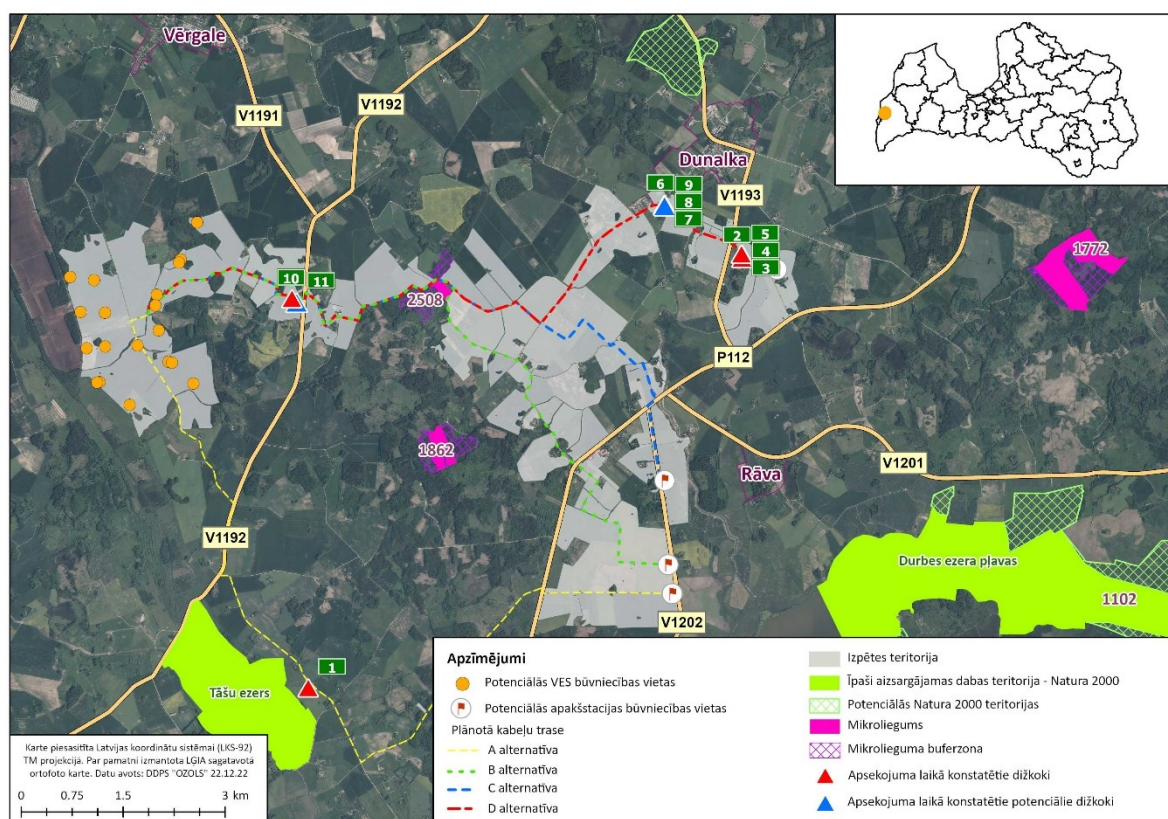 Vērgale
V1191
V1192
Dunalka
V1193
6
9
8
7
2
5
4
3
1772
10
11
2508
P112
1862
Rāva
V1201
V1192
Durbes ezera pļavas
1102
V1202
1
Tāšu ezers
Karte piesasitīta Latvijas koordinātu sistēmai (LKS-92)
TM projekcijā. Par pamatni izmantota LĢIA sagatavotā
ortofoto karte. Datu avots: DDPS "OZOLS" 22.12.22
0 0.75 1.5 3 km
Apzīmējumi
Potenciālās VES būvniecības vietas
Potenciālās apakšstacijas būvniecības vietas
Plānotā kabeļu trase
A alternatīva
B alternatīva
C alternatīva
D alternatīva
Izpētes teritorija
Īpaši aizsargājamas dabas teritorija - Natura 2000
Potenciālās Natura 2000 teritorijas
Mikroliegums
Mikrolieguma buferzona
Apsekojuma laikā konstatētie dižkoki
Apsekojuma laikā konstatētie potenciālie dižkoki